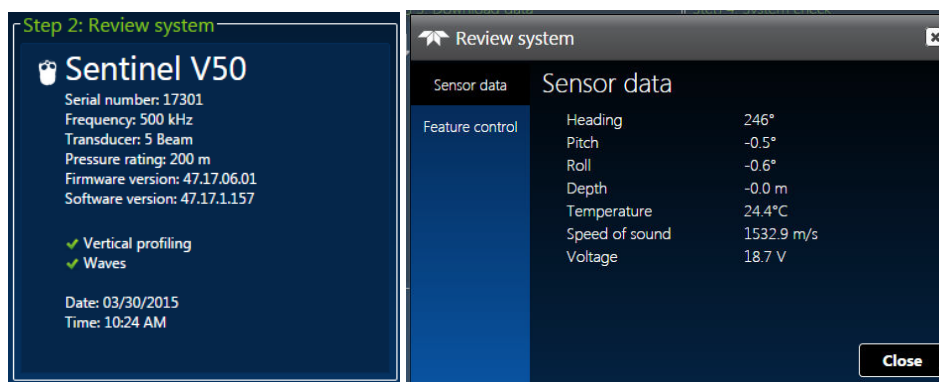 Step 2: Review system
Sentinel V50
Serial number: 17301
Frequency: 500 kHz
Transducer: 5 Beam
Pressure rating: 200 m
Firmware version: 47.17.06.01
Software version: 47.17.1.157
Vertical profiling
Waves
Date: 03/30/2015
Time: 10:24 AM
Review system
Sensor data
Feature control
Sensor data
Heading 246°
Pitch -0.5°
Roll -0.6°
Depth -0.0 m
Temperature 24.4°C
Speed of sound 1532.9 m/s
Voltage 18.7 V
Close